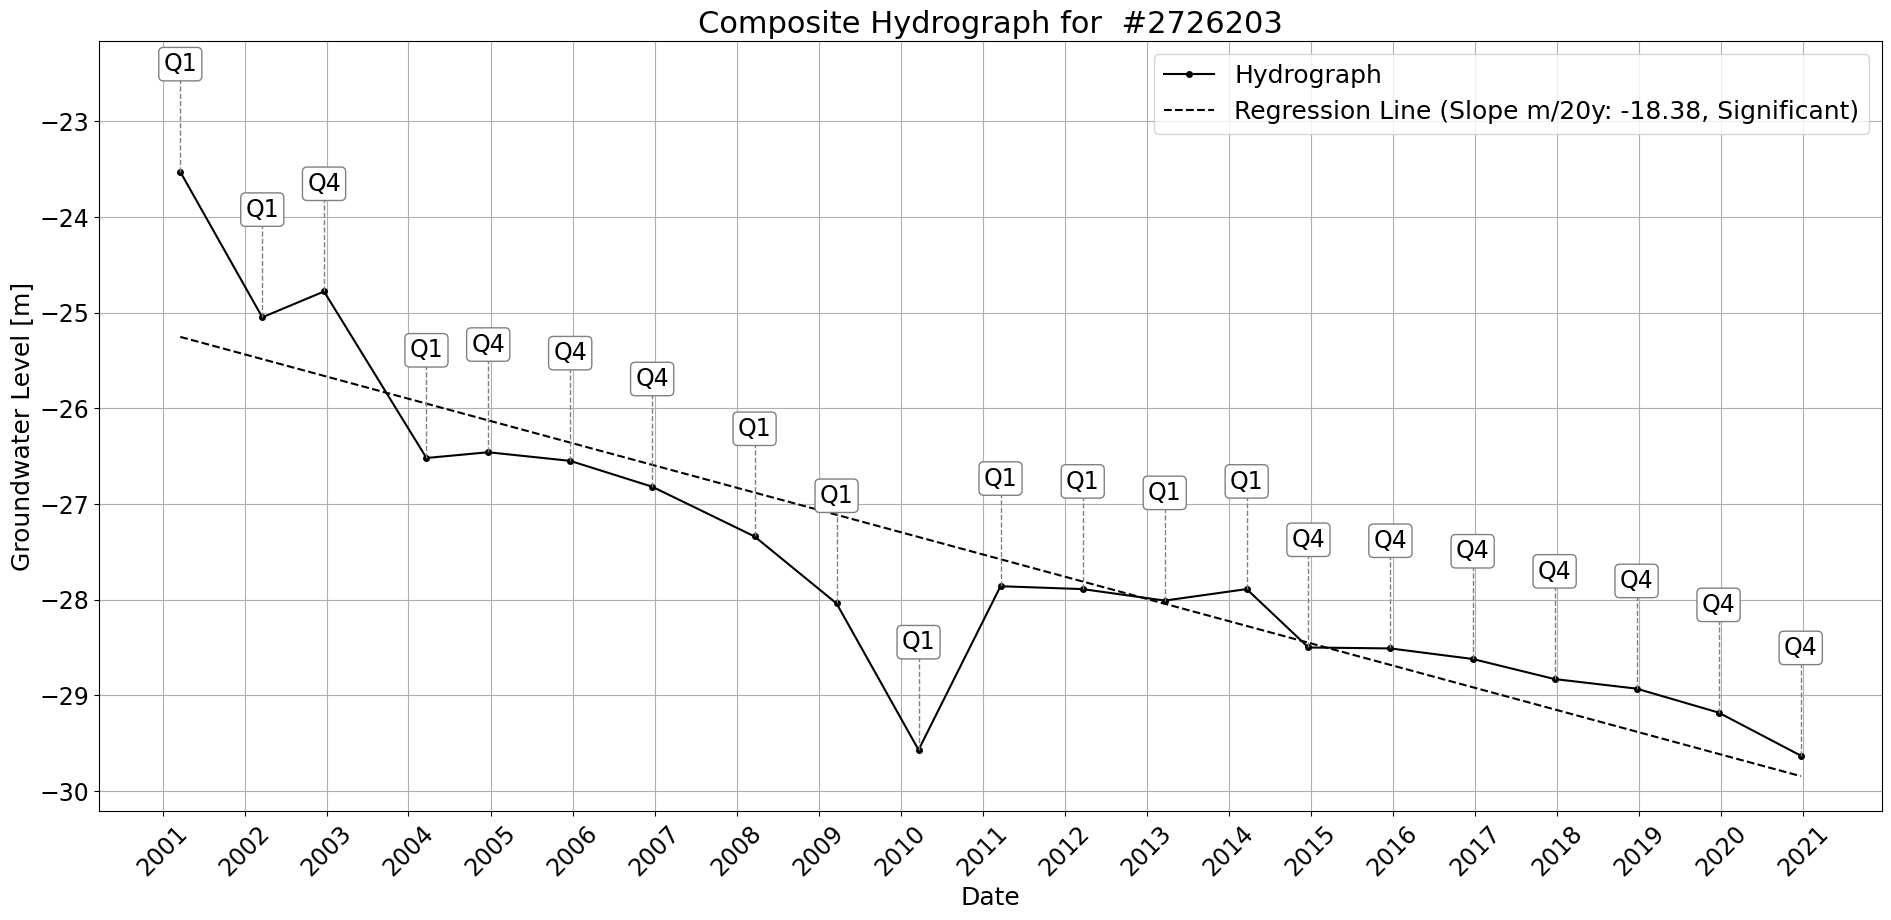 Composite Hydrograph for #2726203
Hydrograph
Regression Line (Slope m/20y: -18.38, Significant)
Groundwater Level [m]
−23
−24
−25
−26
−27
−28
−29
−30
Q1
Q1
Q4
Q1
Q4
Q4
Q4
Q1
Q1
Q1
Q1
Q1
Q1
Q1
Q4
Q4
Q4
Q4
Q4
Q4
Q4
2001
2002
2003
2004
2005
2006
2007
2008
2009
2010
2011
2012
2013
2014
2015
2016
2017
2018
2019
2020
2021
Date